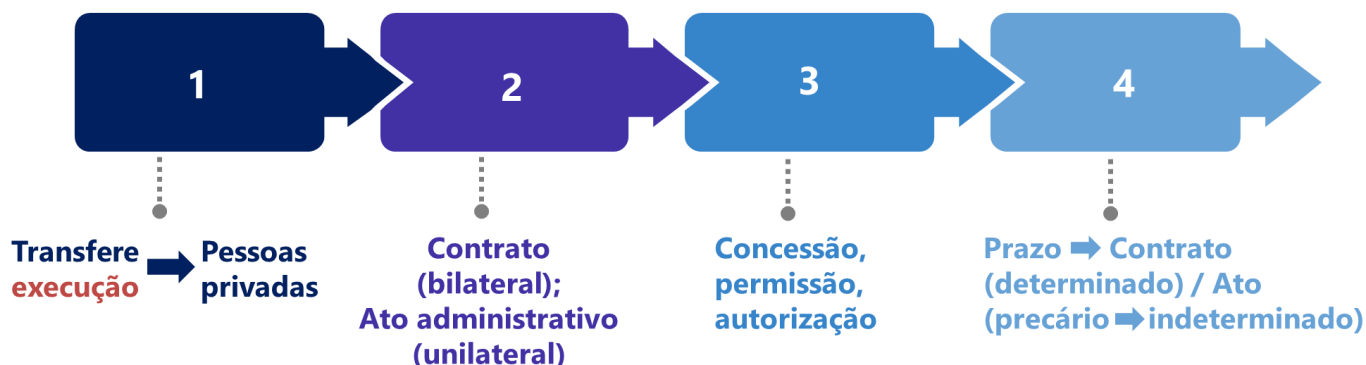 1
2
3
4
Transfere
execução
Pessoas
privadas
Contrato
(bilateral);
Ato administrativo
(unilateral)
Concessão,
permissão,
autorização
Prazo ➡ Contrato
(determinado) / Ato
(precário ➡ indeterminado)